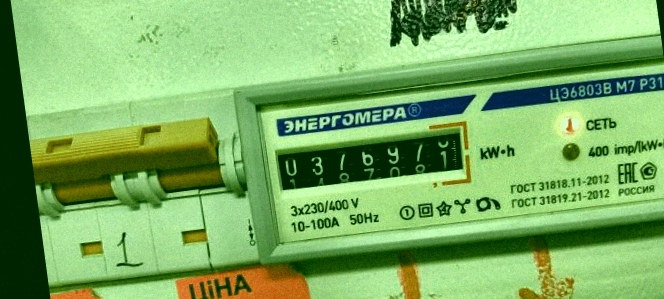 ЭНЕРГОМЕРА®
ЦЭ6803В М7 Р31
СЕТЬ
kW•h
400 imp/(kW•
3x230/400 V
10-100A 50Hz
ГОСТ 31818.11-2012
ГОСТ 31819.21-2012
ЕАС
РОССИЯ
1
ЦІНА